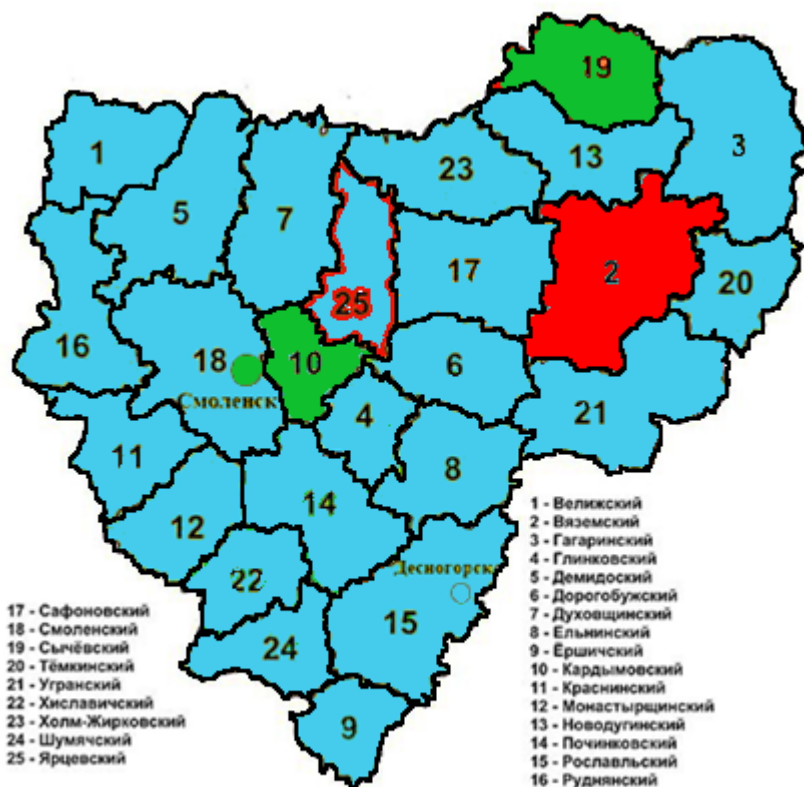 19
1
3
13
23
5
7
17
2
20
25
16
18
10
6
Смоленск
4
21
11
8
14
12
Десногорск
22
15
24
9
1 - Велижский
2 - Вяземский
3 - Гагаринский
4 - Глинковский
5 - Демидоский
6 - Дорогобужский
7 - Духовщинский
8 - Ельнинский
9 - Ёршичский
10 - Кардымовский
11 - Краснинский
12 - Монастырщинский
13 - Новодугинский
14 - Починковский
15 - Рославльский
16 - Руднянский
17 - Сафоновский
18 - Смоленский
19 - Сычёвский
20 - Тёмкинский
21 - Угранский
22 - Хиславичский
23 - Холм-Жирковский
24 - Шумячский
25 - Ярцевский